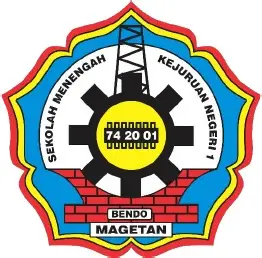 SEKOLAH MENENGAH
KEJURUAN NEGERI 1
74 20 01
BENDO
MAGETAN